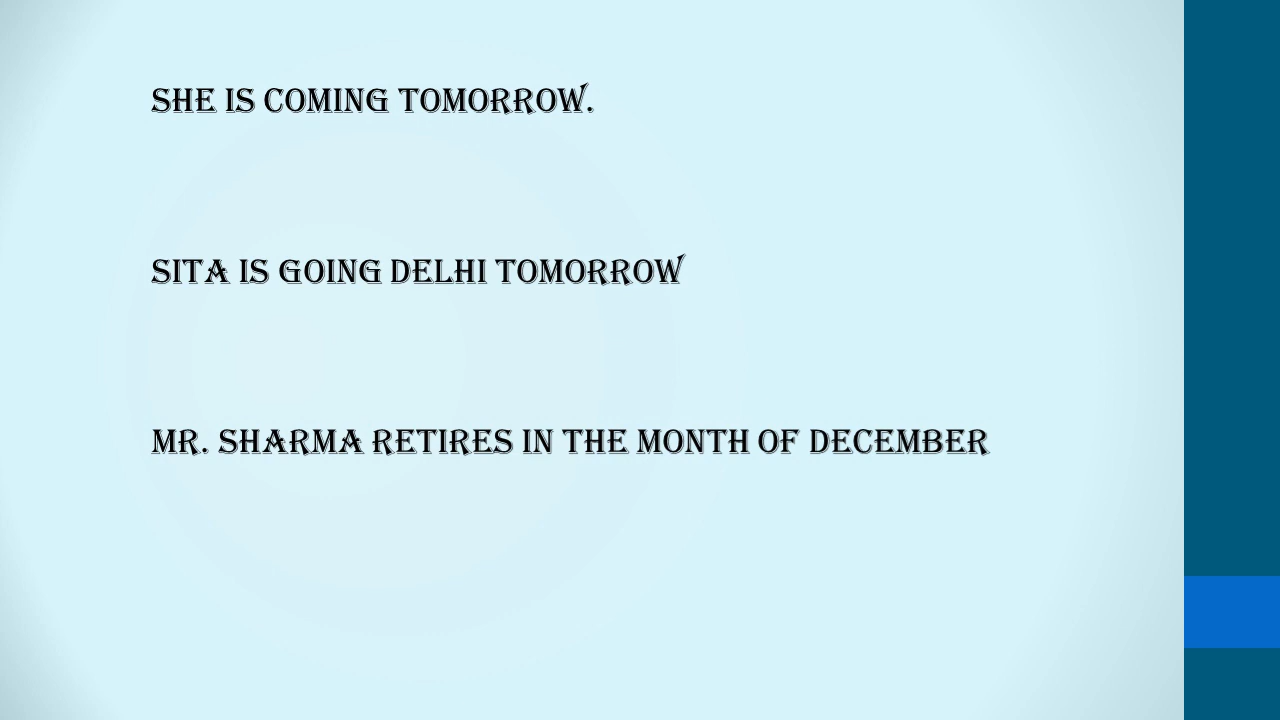 SHE IS COMING TOMORROW.
SITA IS GOING DELHI TOMORROW
MR. SHARMA RETIRES IN THE MONTH OF DECEMBER